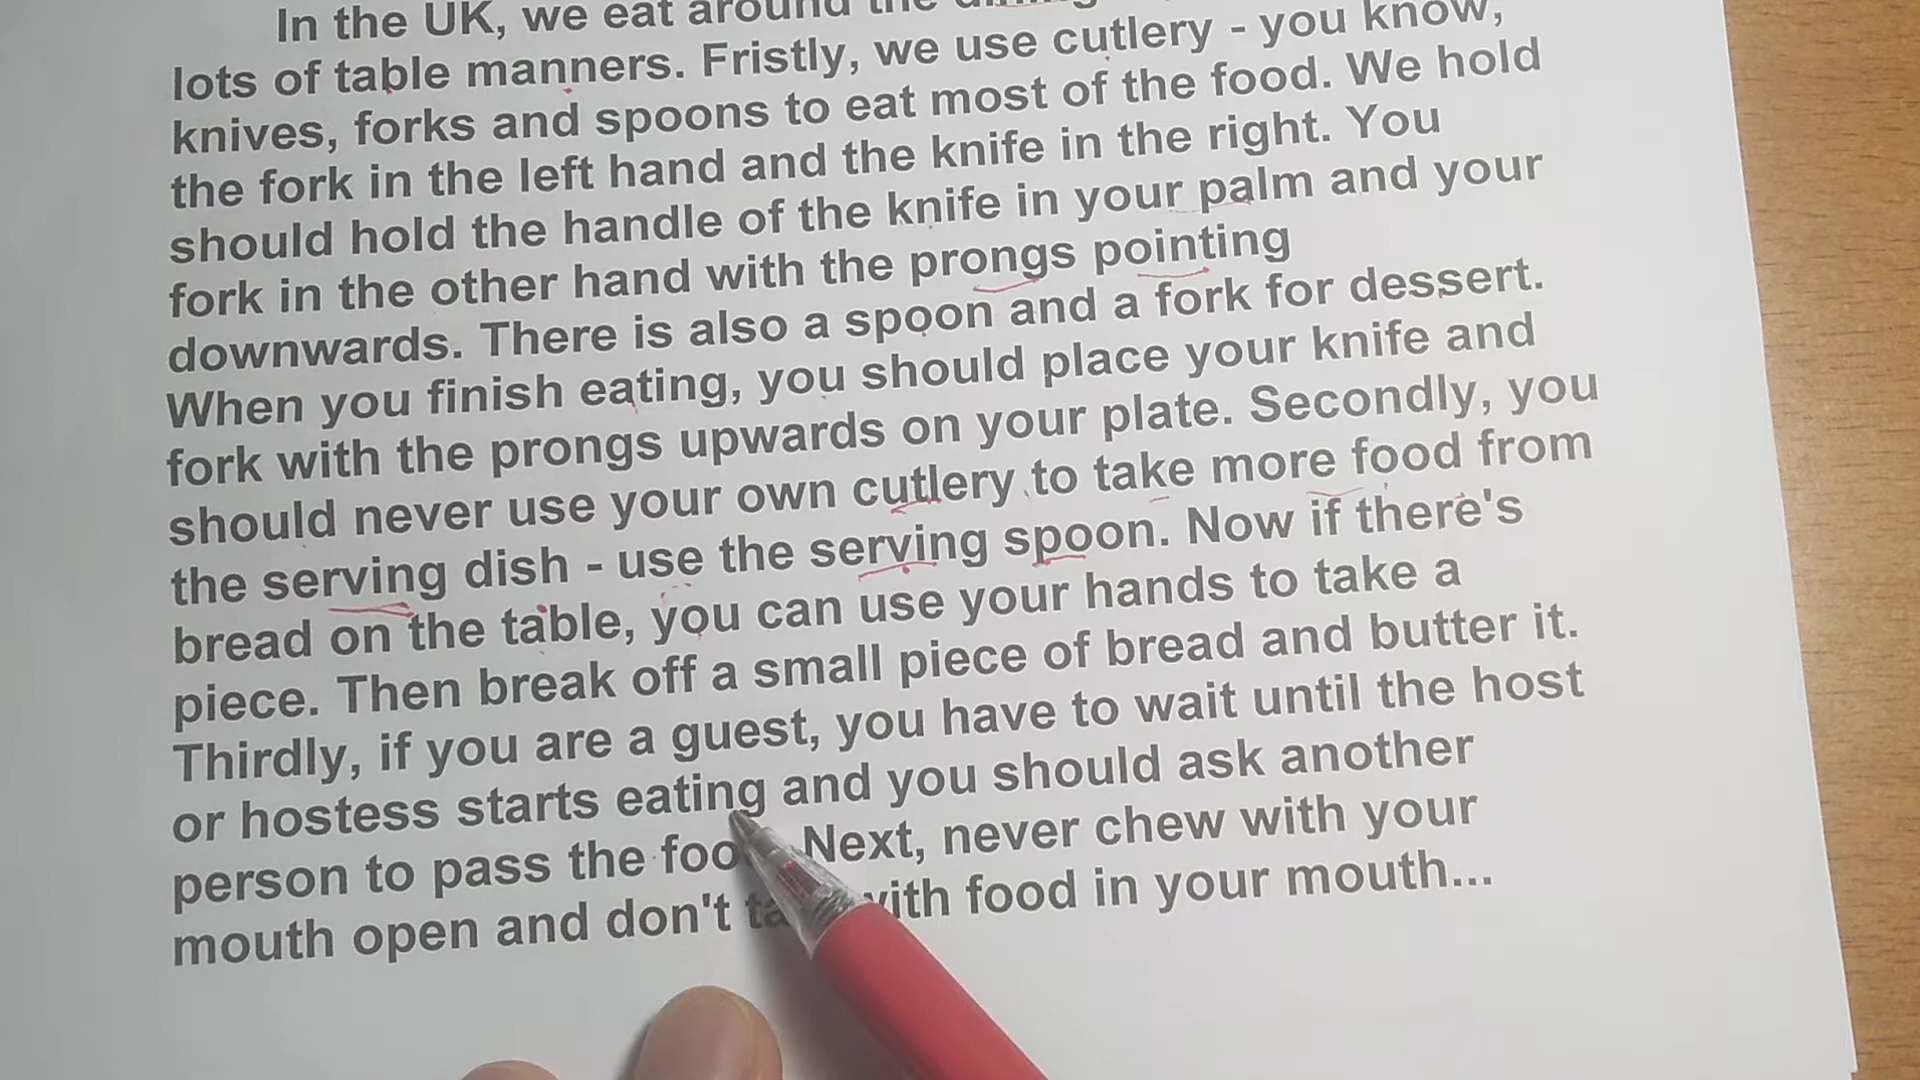 In the UK, we eat around the
lots of table manners. Fristly, we use cutlery - you know,
knives, forks and spoons to eat most of the food. We hold
the fork in the left hand and the knife in the right. You
should hold the handle of the knife in your palm and your
fork in the other hand with the prongs pointing
downwards. There is also a spoon and a fork for dessert.
When you finish eating, you should place your knife and
fork with the prongs upwards on your plate. Secondly, you
should never use your own cutlery to take more food from
the serving dish - use the serving spoon. Now if there's
bread on the table, you can use your hands to take a
piece. Then break off a small piece of bread and butter it.
Thirdly, if you are a guest, you have to wait until the host
or hostess starts eating and you should ask another
person to pass the foo Next, never chew with your
mouth open and don't with food in your mouth...